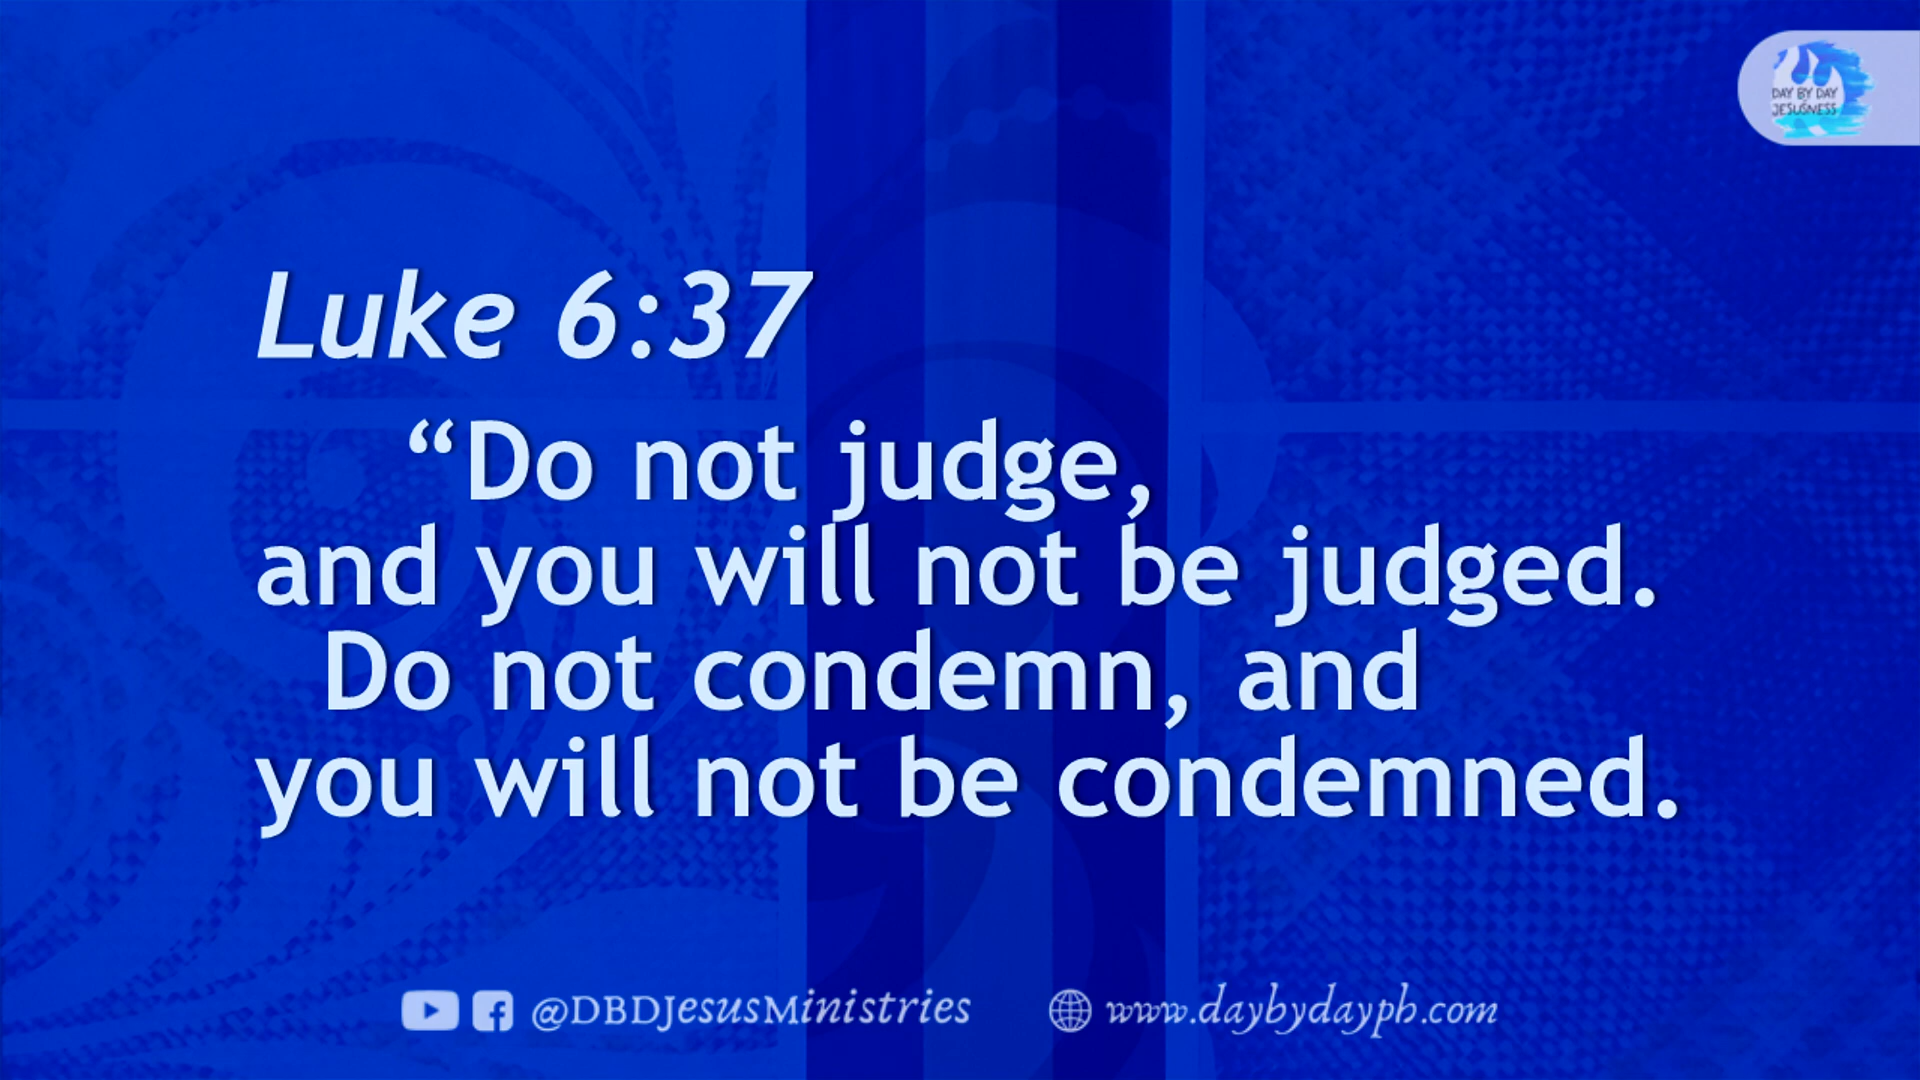 DAY BY DAY
JESUSNESS
Luke 6:37
“Do not judge,
and you will not be judged.
Do not condemn, and
you will not be condemned.
@DBDJesusMinistries
www.daybydayph.com